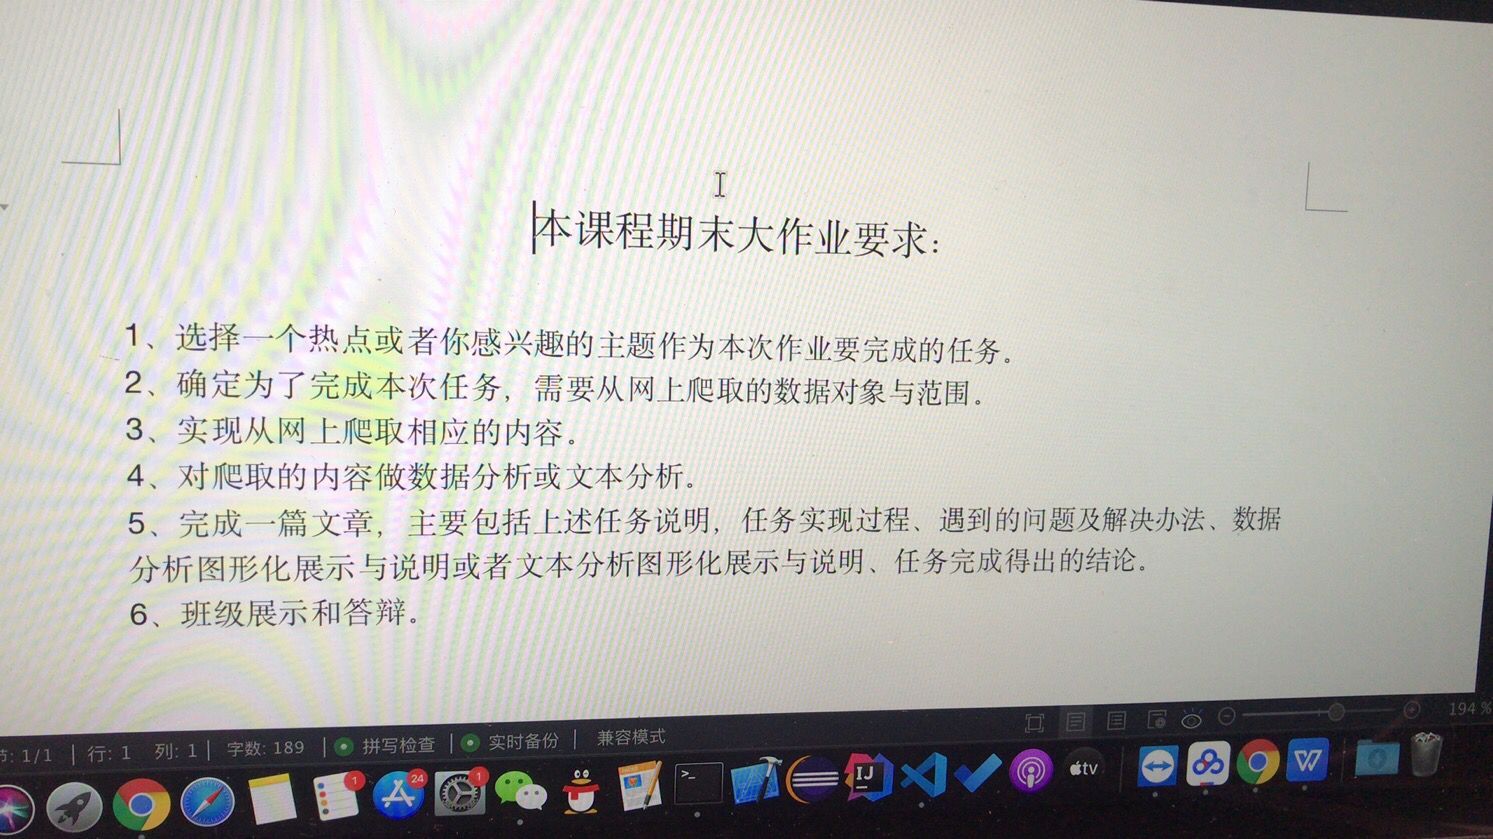 本课程期末大作业要求：
1、选择一个热点或者你感兴趣的主题作为本次作业要完成的任务。
2、确定为了完成本次任务，需要从网上爬取的数据对象与范围。
3、实现从网上爬取相应的内容。
4、对爬取的内容做数据分析或文本分析。
5、完成一篇文章，主要包括上述任务说明，任务实现过程、遇到的问题及解决办法、数据
分析图形化展示与说明或者文本分析图形化展示与说明、任务完成得出的结论。
6、班级展示和答辩。
: 1/1 行: 1 列: 1 字数: 189 拼写检查 实时备份 兼容模式 194%
1 24 1 >_ IJ tv W